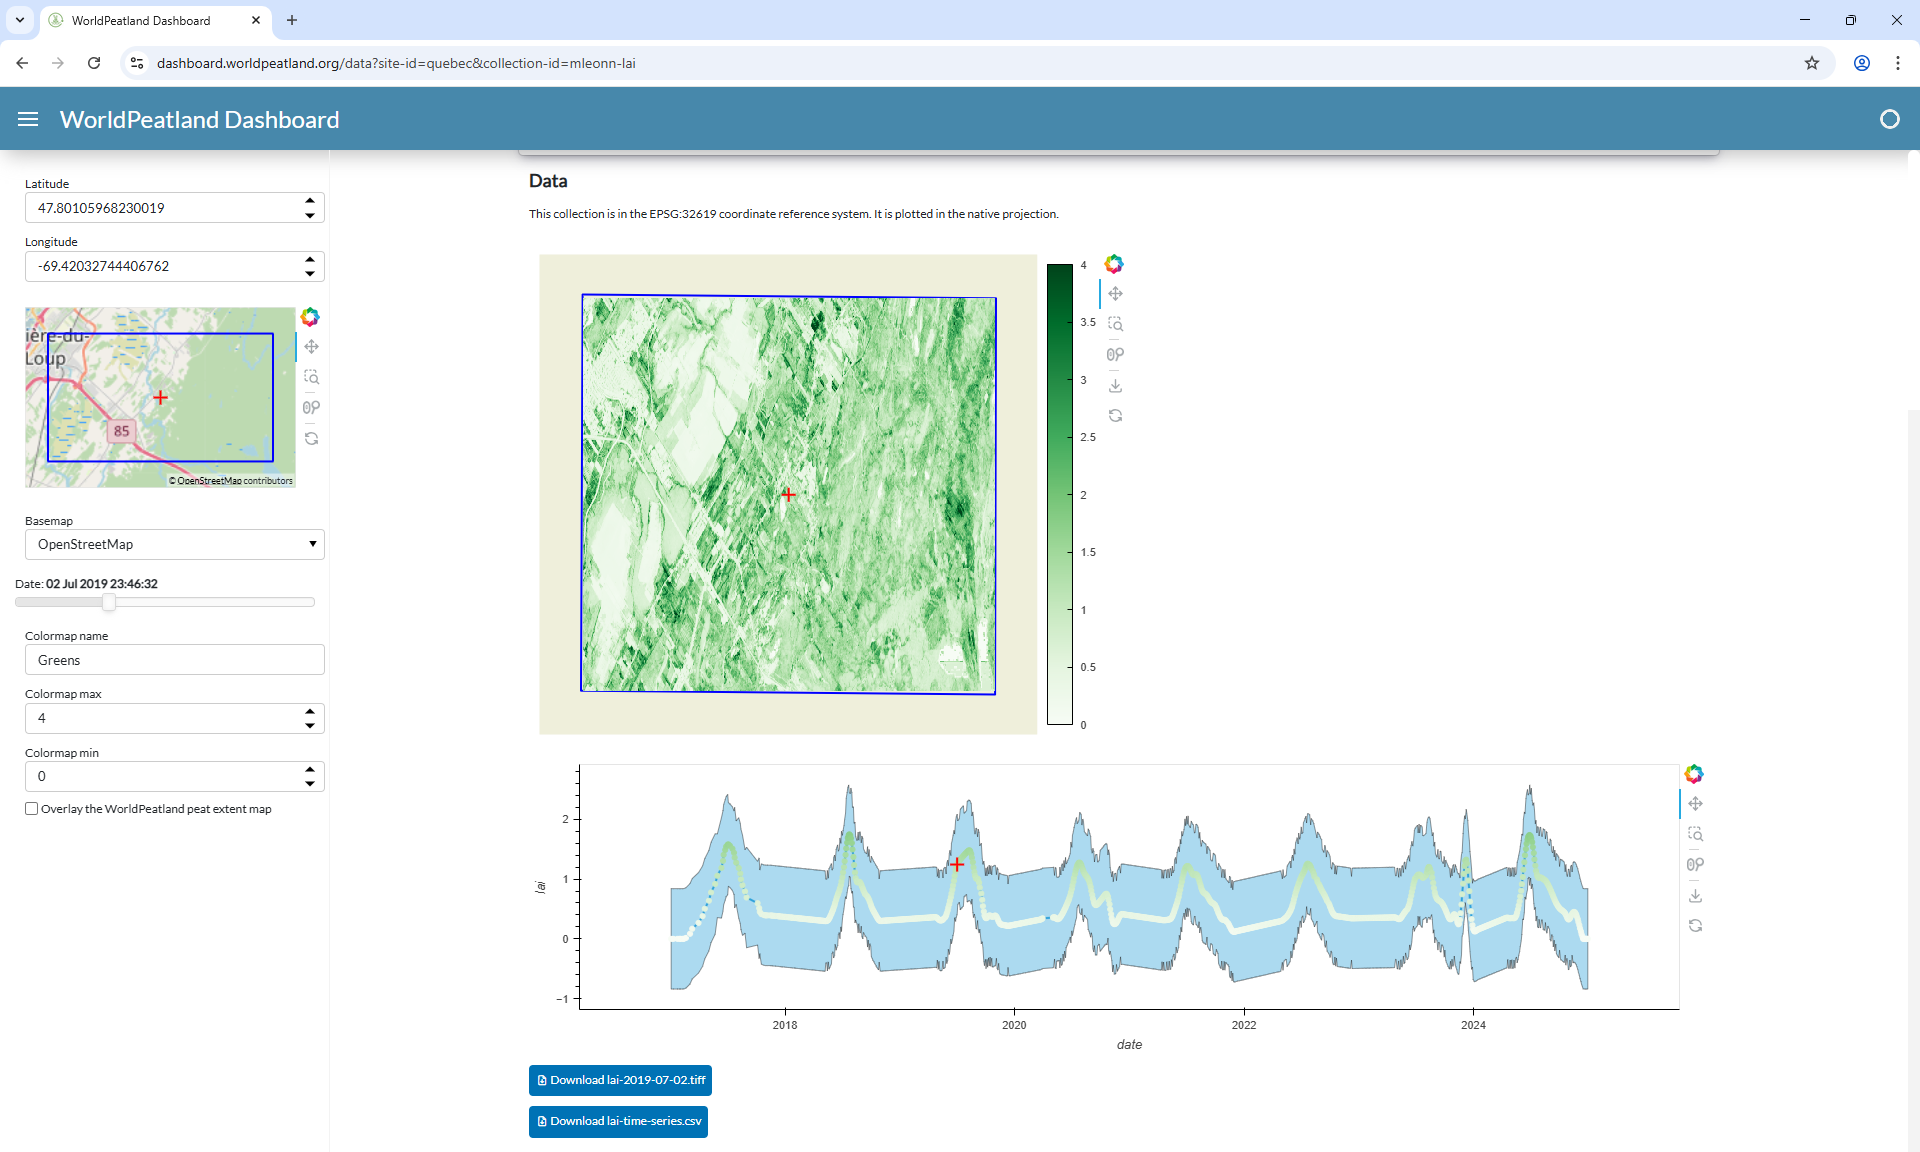 WorldPeatland Dashboard
dashboard.worldpeatland.org/data?site-id=quebec&collection-id=mleonn-lai
WorldPeatland Dashboard
Latitude
47.80105968230019
Longitude
-69.42032744406762
ière-du-
Loup
85
© OpenStreetMap contributors
Basemap
OpenStreetMap
Date: 02 Jul 2019 23:46:32
Colormap name
Greens
Colormap max
4
Colormap min
0
Overlay the WorldPeatland peat extent map
Data
This collection is in the EPSG:32619 coordinate reference system. It is plotted in the native projection.
4
3.5
3
2.5
2
1.5
1
0.5
0
2
1
0
−1
lai
2018
2020
2022
2024
date
Download lai-2019-07-02.tiff
Download lai-time-series.csv